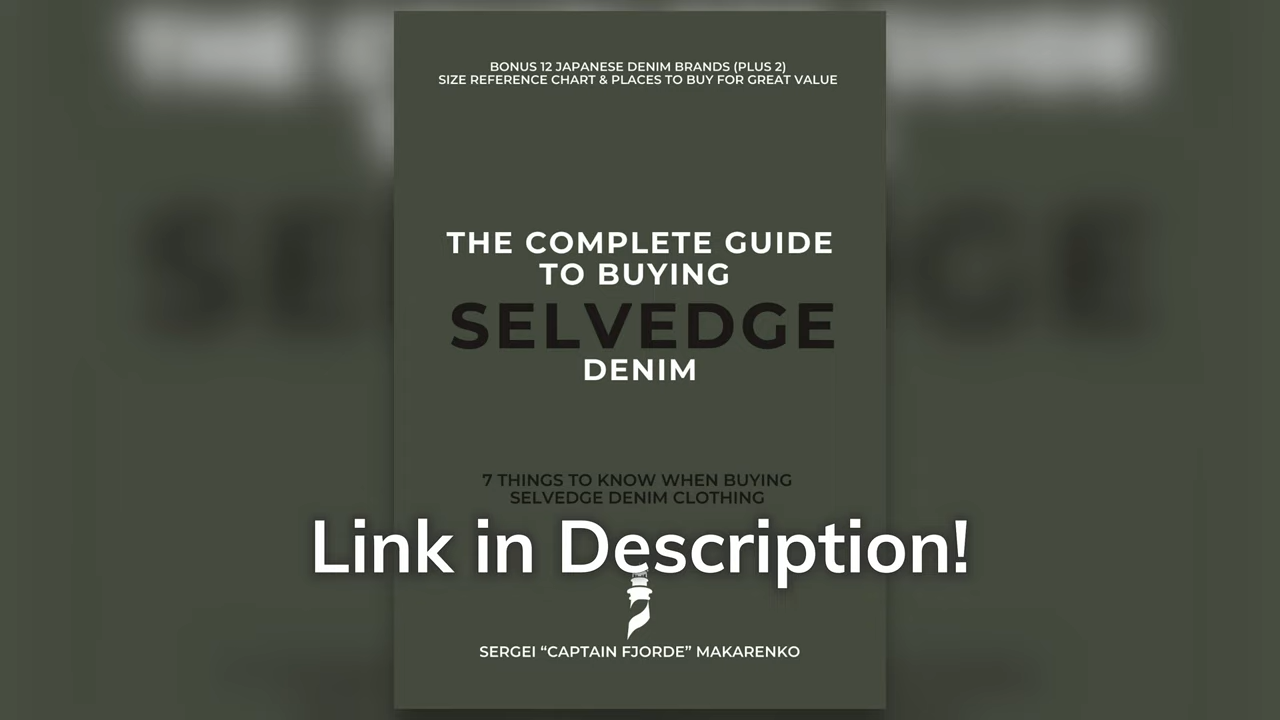 BONUS 12 JAPANESE DENIM BRANDS (PLUS 2)
SIZE REFERENCE CHART & PLACES TO BUY FOR GREAT VALUE
THE COMPLETE GUIDE
TO BUYING
SELVEDGE
DENIM
7 THINGS TO KNOW WHEN BUYING
SELVEDGE DENIM CLOTHING
Link in Description!
SERGEI “CAPTAIN FJORDE” MAKARENKO